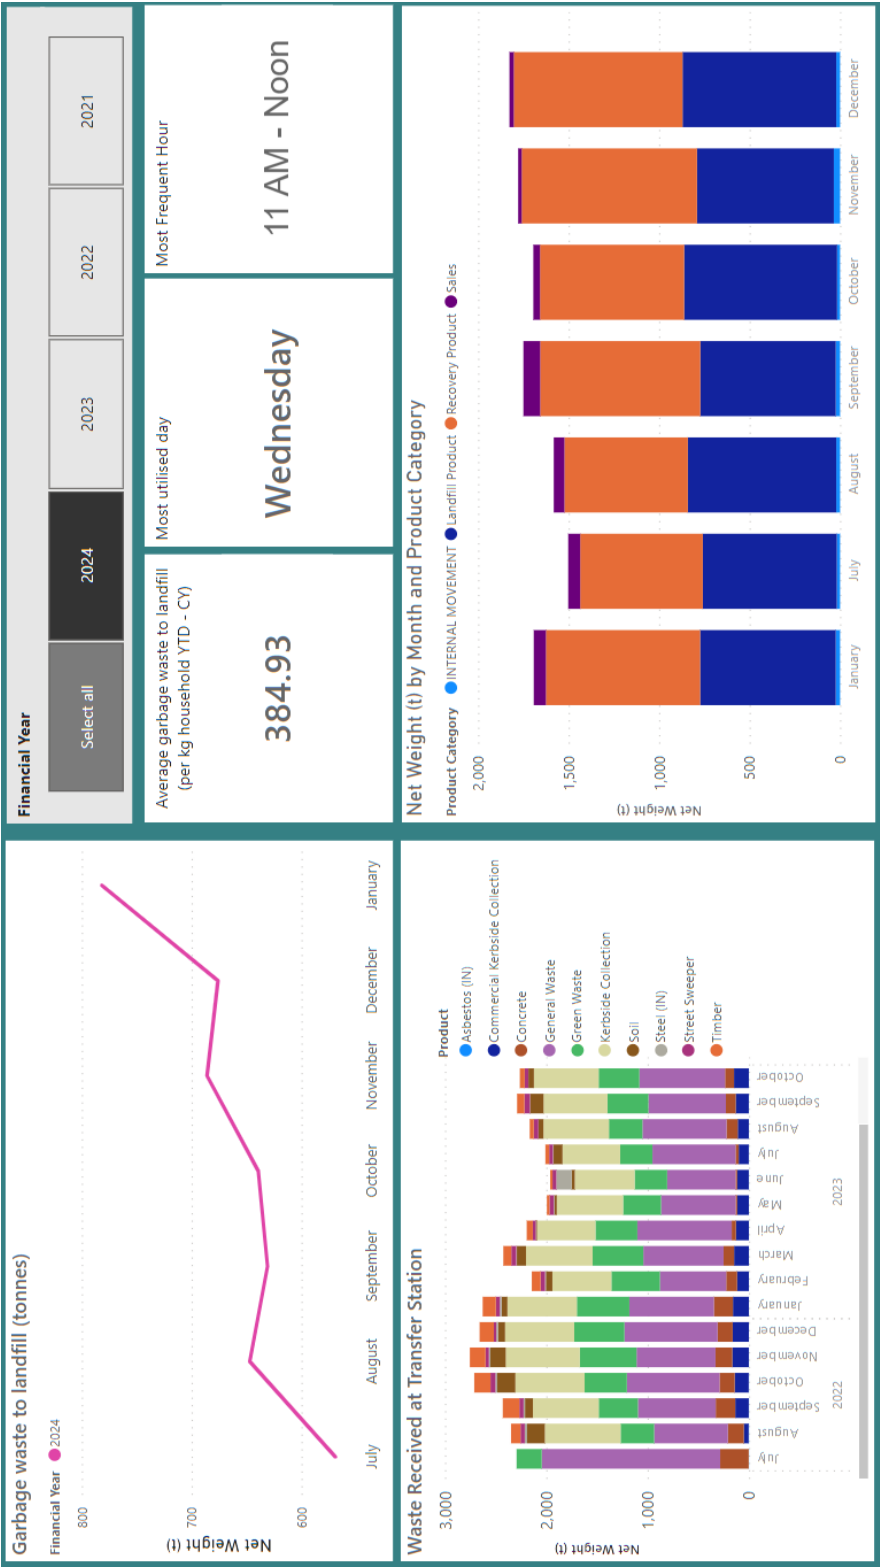 Garbage waste to landfill (tonnes)
Financial Year 2024
Net Weight (t)
800
700
600
July August September October November December January
Financial Year
Select all 2024 2023 2022 2021
Average garbage waste to landfill
(per kg household YTD - CY)
384.93
Most utilised day
Wednesday
Most Frequent Hour
11 AM - Noon
Waste Received at Transfer Station
Net Weight (t)
3,000
2,000
1,000
0
July August September October November December January February March April May June July August September October
2022 2023
Product
Asbestos (IN)
Commercial Kerbside Collection
Concrete
General Waste
Green Waste
Kerbside Collection
Soil
Steel (IN)
Street Sweeper
Timber
Net Weight (t) by Month and Product Category
Product Category INTERNAL MOVEMENT Landfill Product Recovery Product Sales
Net Weight (t)
2,000
1,500
1,000
500
0
January July August September October November December